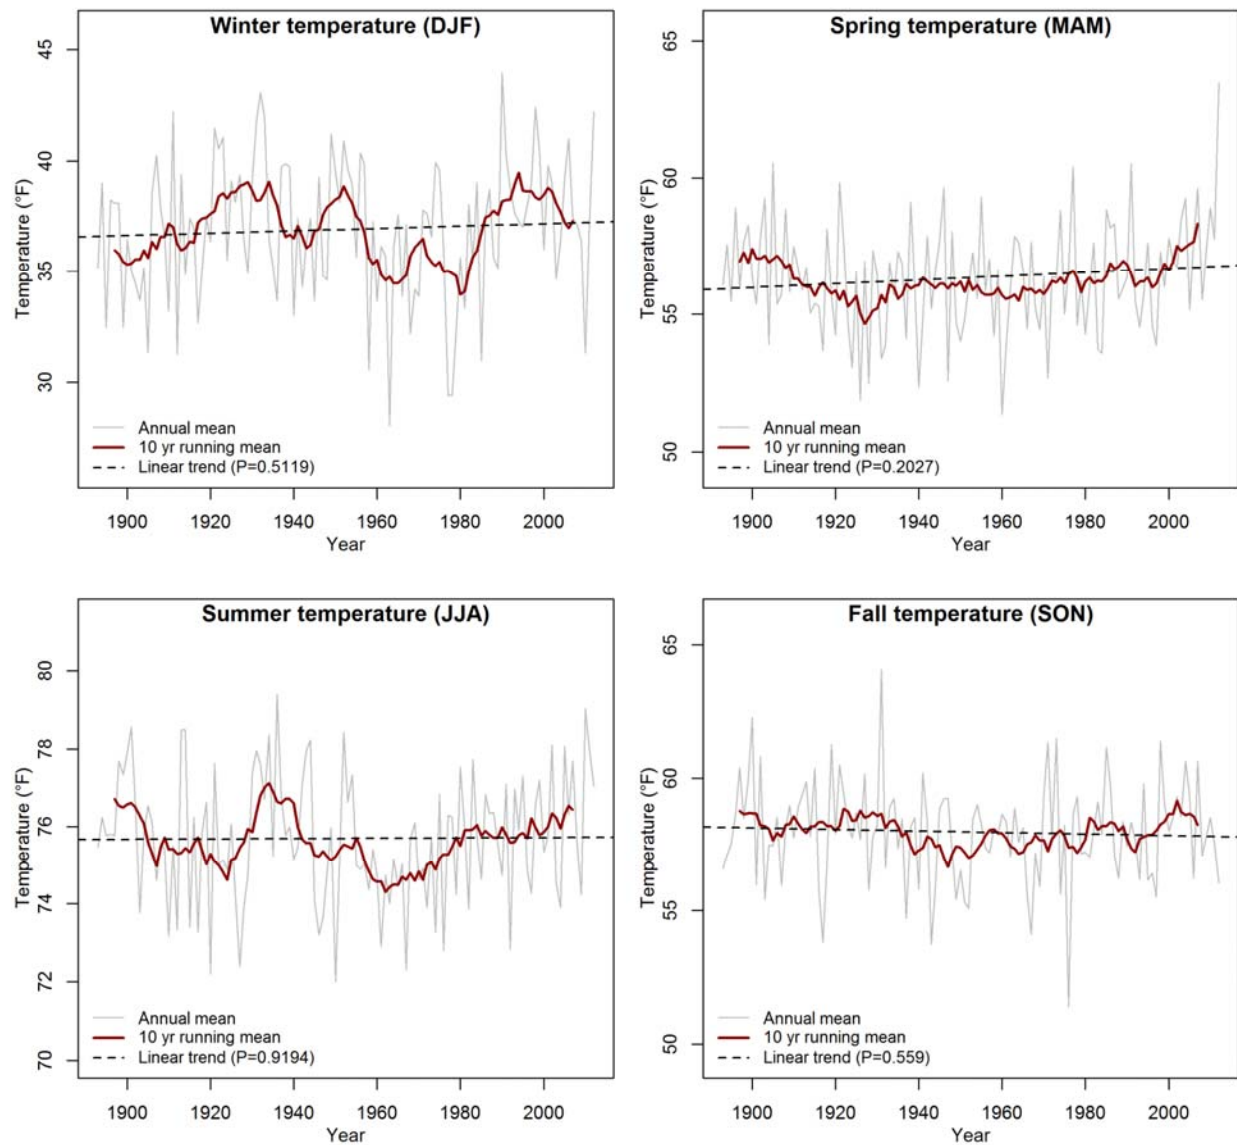 Winter temperature (DJF)
Temperature (°F)
45
40
35
30
Annual mean
10 yr running mean
Linear trend (P=0.5119)
1900 1920 1940 1960 1980 2000
Year
Spring temperature (MAM)
Temperature (°F)
65
60
55
50
Annual mean
10 yr running mean
Linear trend (P=0.2027)
1900 1920 1940 1960 1980 2000
Year
Summer temperature (JJA)
Temperature (°F)
80
78
76
74
72
70
Annual mean
10 yr running mean
Linear trend (P=0.9194)
1900 1920 1940 1960 1980 2000
Year
Fall temperature (SON)
Temperature (°F)
65
60
55
50
Annual mean
10 yr running mean
Linear trend (P=0.559)
1900 1920 1940 1960 1980 2000
Year